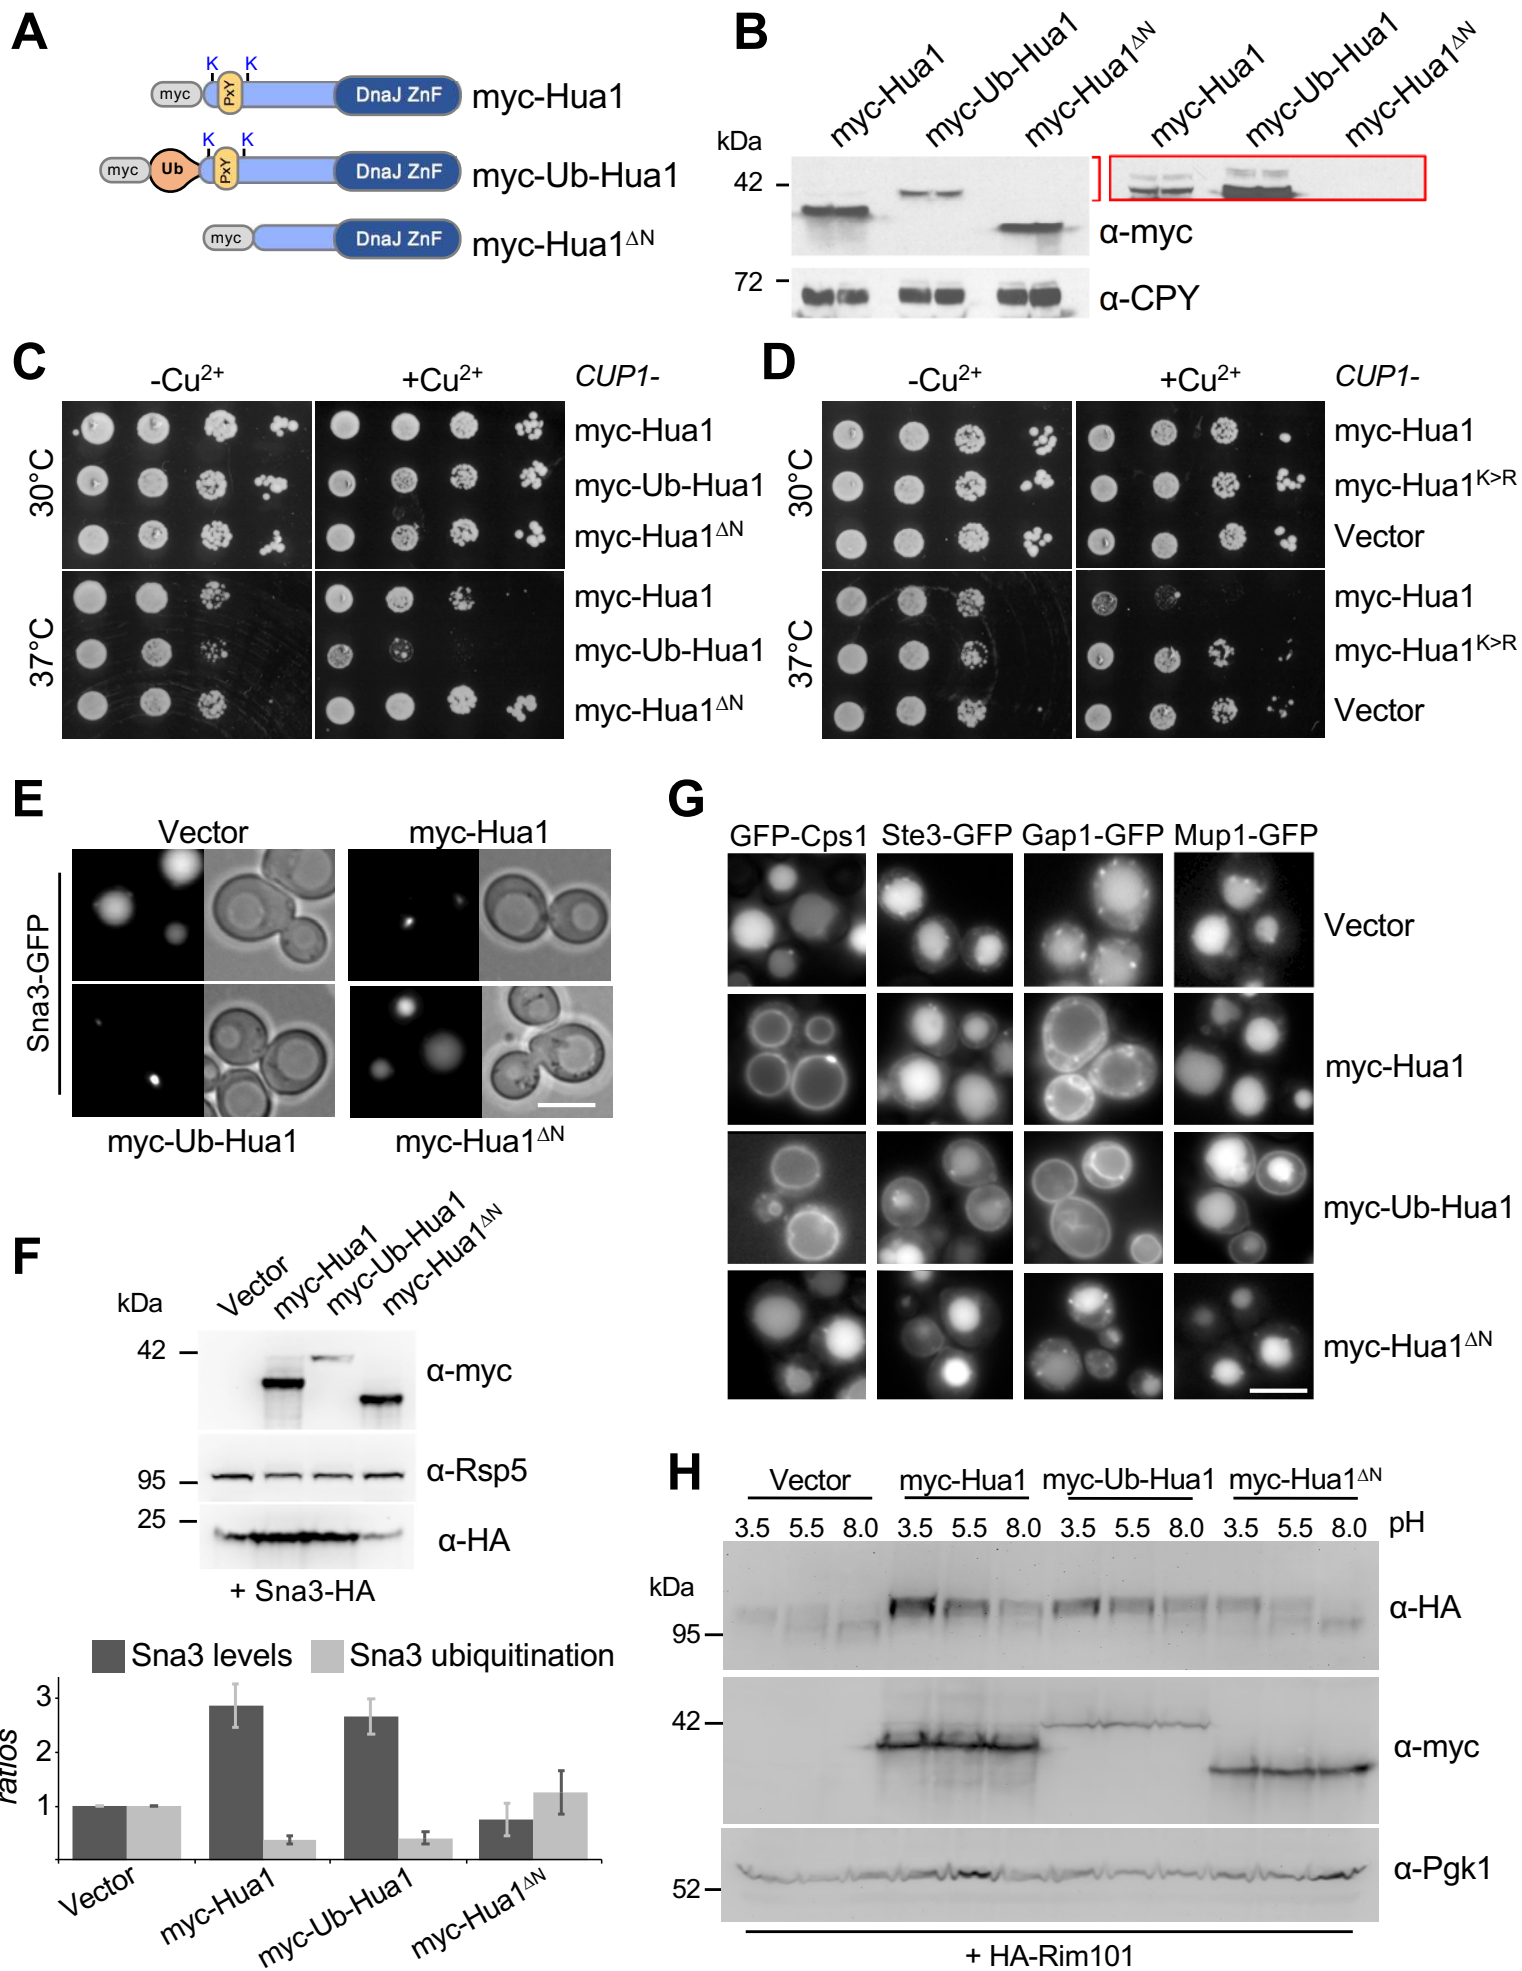 A
myc K PxY K DnaJ ZnF myc-Hua1
myc Ub K PxY K DnaJ ZnF myc-Ub-Hua1
myc DnaJ ZnF myc-Hua1ΔN
B
myc-Hua1 myc-Ub-Hua1 myc-Hua1ΔN myc-Hua1 myc-Ub-Hua1 myc-Hua1ΔN
kDa
42
α-myc
72
α-CPY
C
-Cu2+ +Cu2+ CUP1-
30°C
myc-Hua1
myc-Ub-Hua1
myc-Hua1ΔN
37°C
myc-Hua1
myc-Ub-Hua1
myc-Hua1ΔN
D
-Cu2+ +Cu2+ CUP1-
30°C
myc-Hua1
myc-Hua1K>R
Vector
37°C
myc-Hua1
myc-Hua1K>R
Vector
E
Vector myc-Hua1
Sna3-GFP
myc-Ub-Hua1 myc-Hua1ΔN
F
Vector myc-Hua1 myc-Ub-Hua1 myc-Hua1ΔN
kDa
42
α-myc
95
α-Rsp5
25
α-HA
+ Sna3-HA
Sna3 levels Sna3 ubiquitination
ratios
3
2
1
Vector myc-Hua1 myc-Ub-Hua1 myc-Hua1ΔN
G
GFP-Cps1 Ste3-GFP Gap1-GFP Mup1-GFP
Vector
myc-Hua1
myc-Ub-Hua1
myc-Hua1ΔN
H
Vector myc-Hua1 myc-Ub-Hua1 myc-Hua1ΔN
3.5 5.5 8.0 3.5 5.5 8.0 3.5 5.5 8.0 3.5 5.5 8.0 pH
kDa
95
α-HA
42
α-myc
52
α-Pgk1
+ HA-Rim101